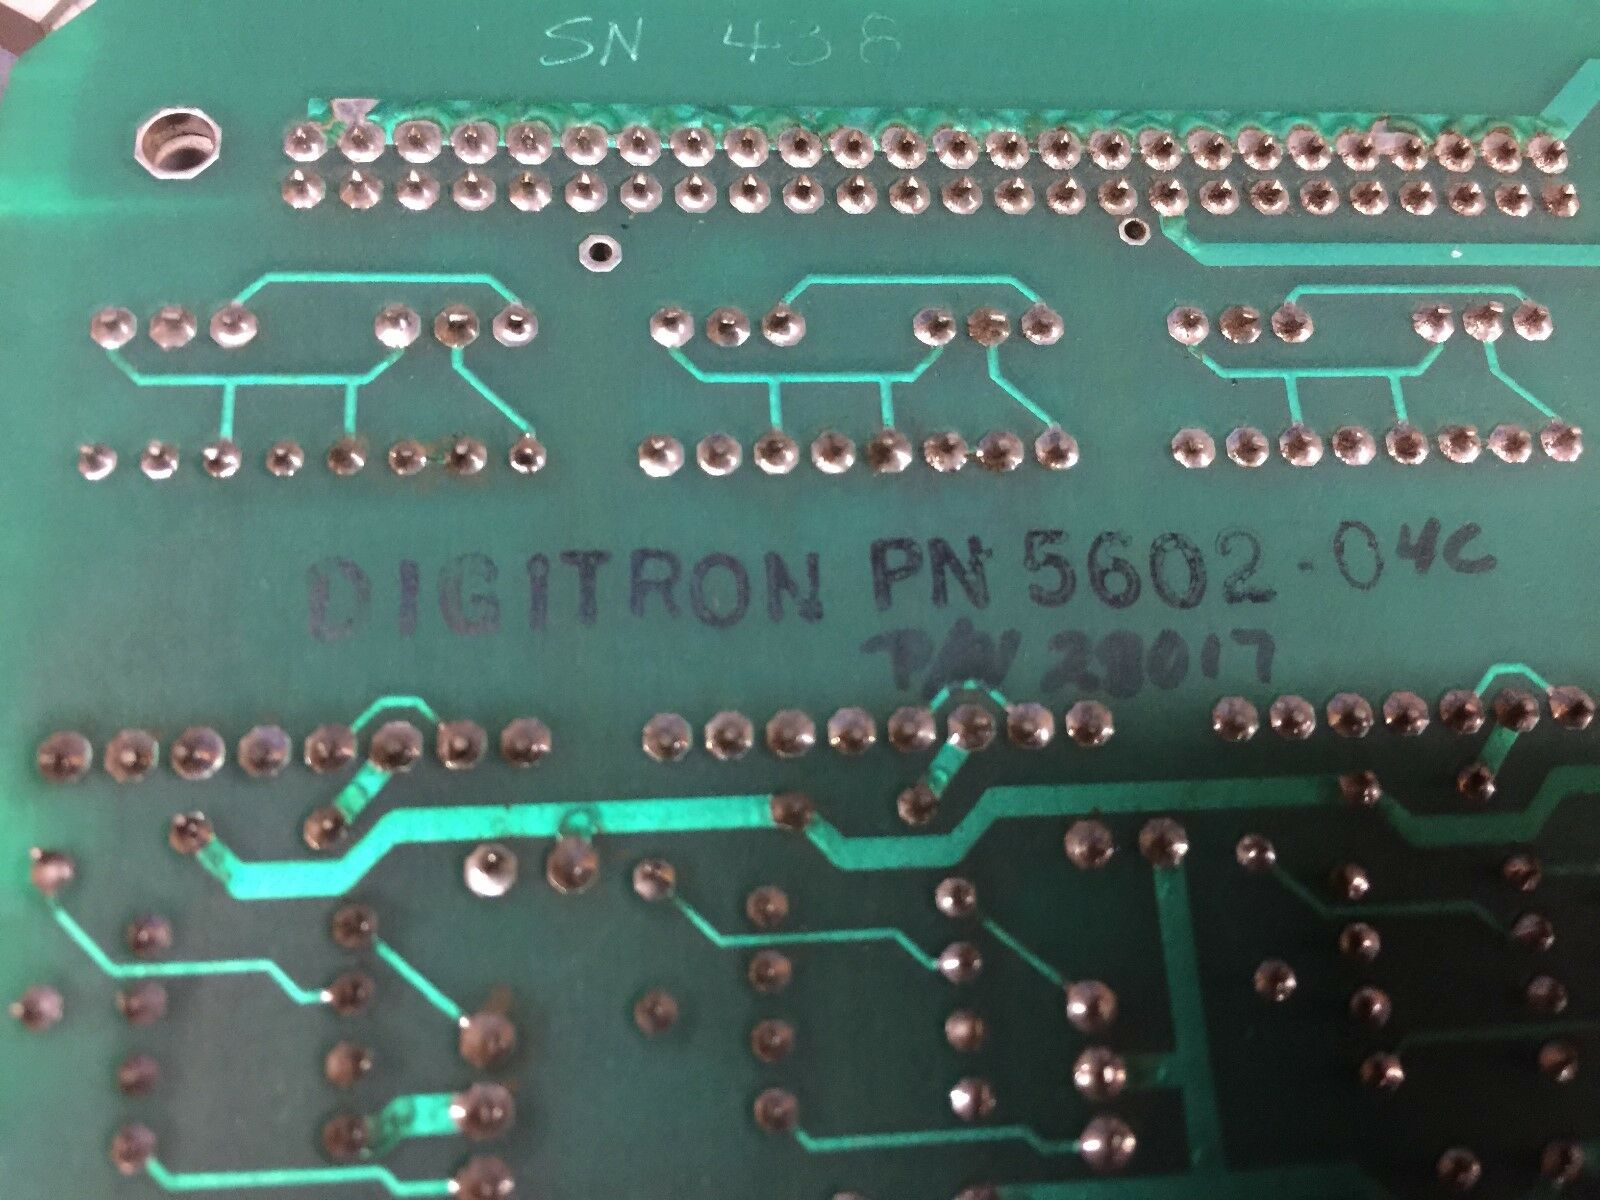 SN 438
DIGITRON PN 5602-04C
P/N 28017